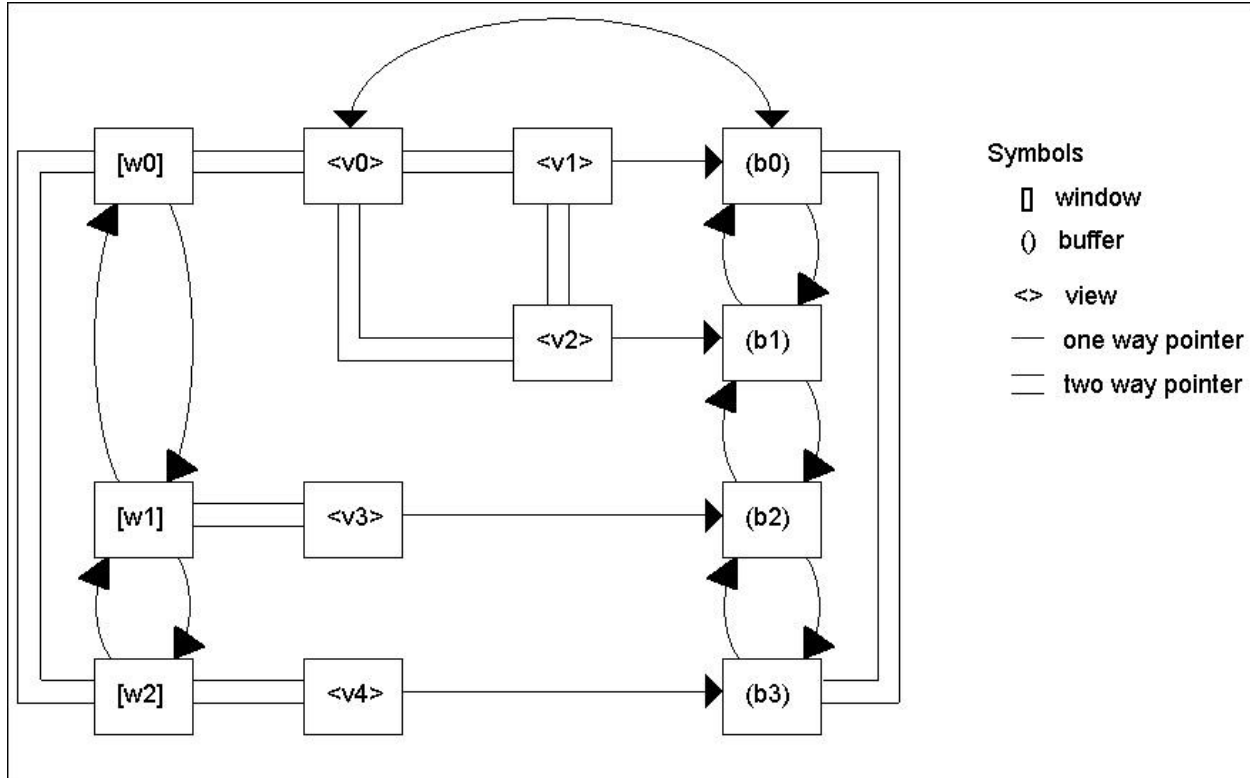 [w0]
<v0>
<v1>
(b0)
<v2>
(b1)
[w1]
<v3>
(b2)
[w2]
<v4>
(b3)
Symbols
[] window
() buffer
<> view
one way pointer
two way pointer